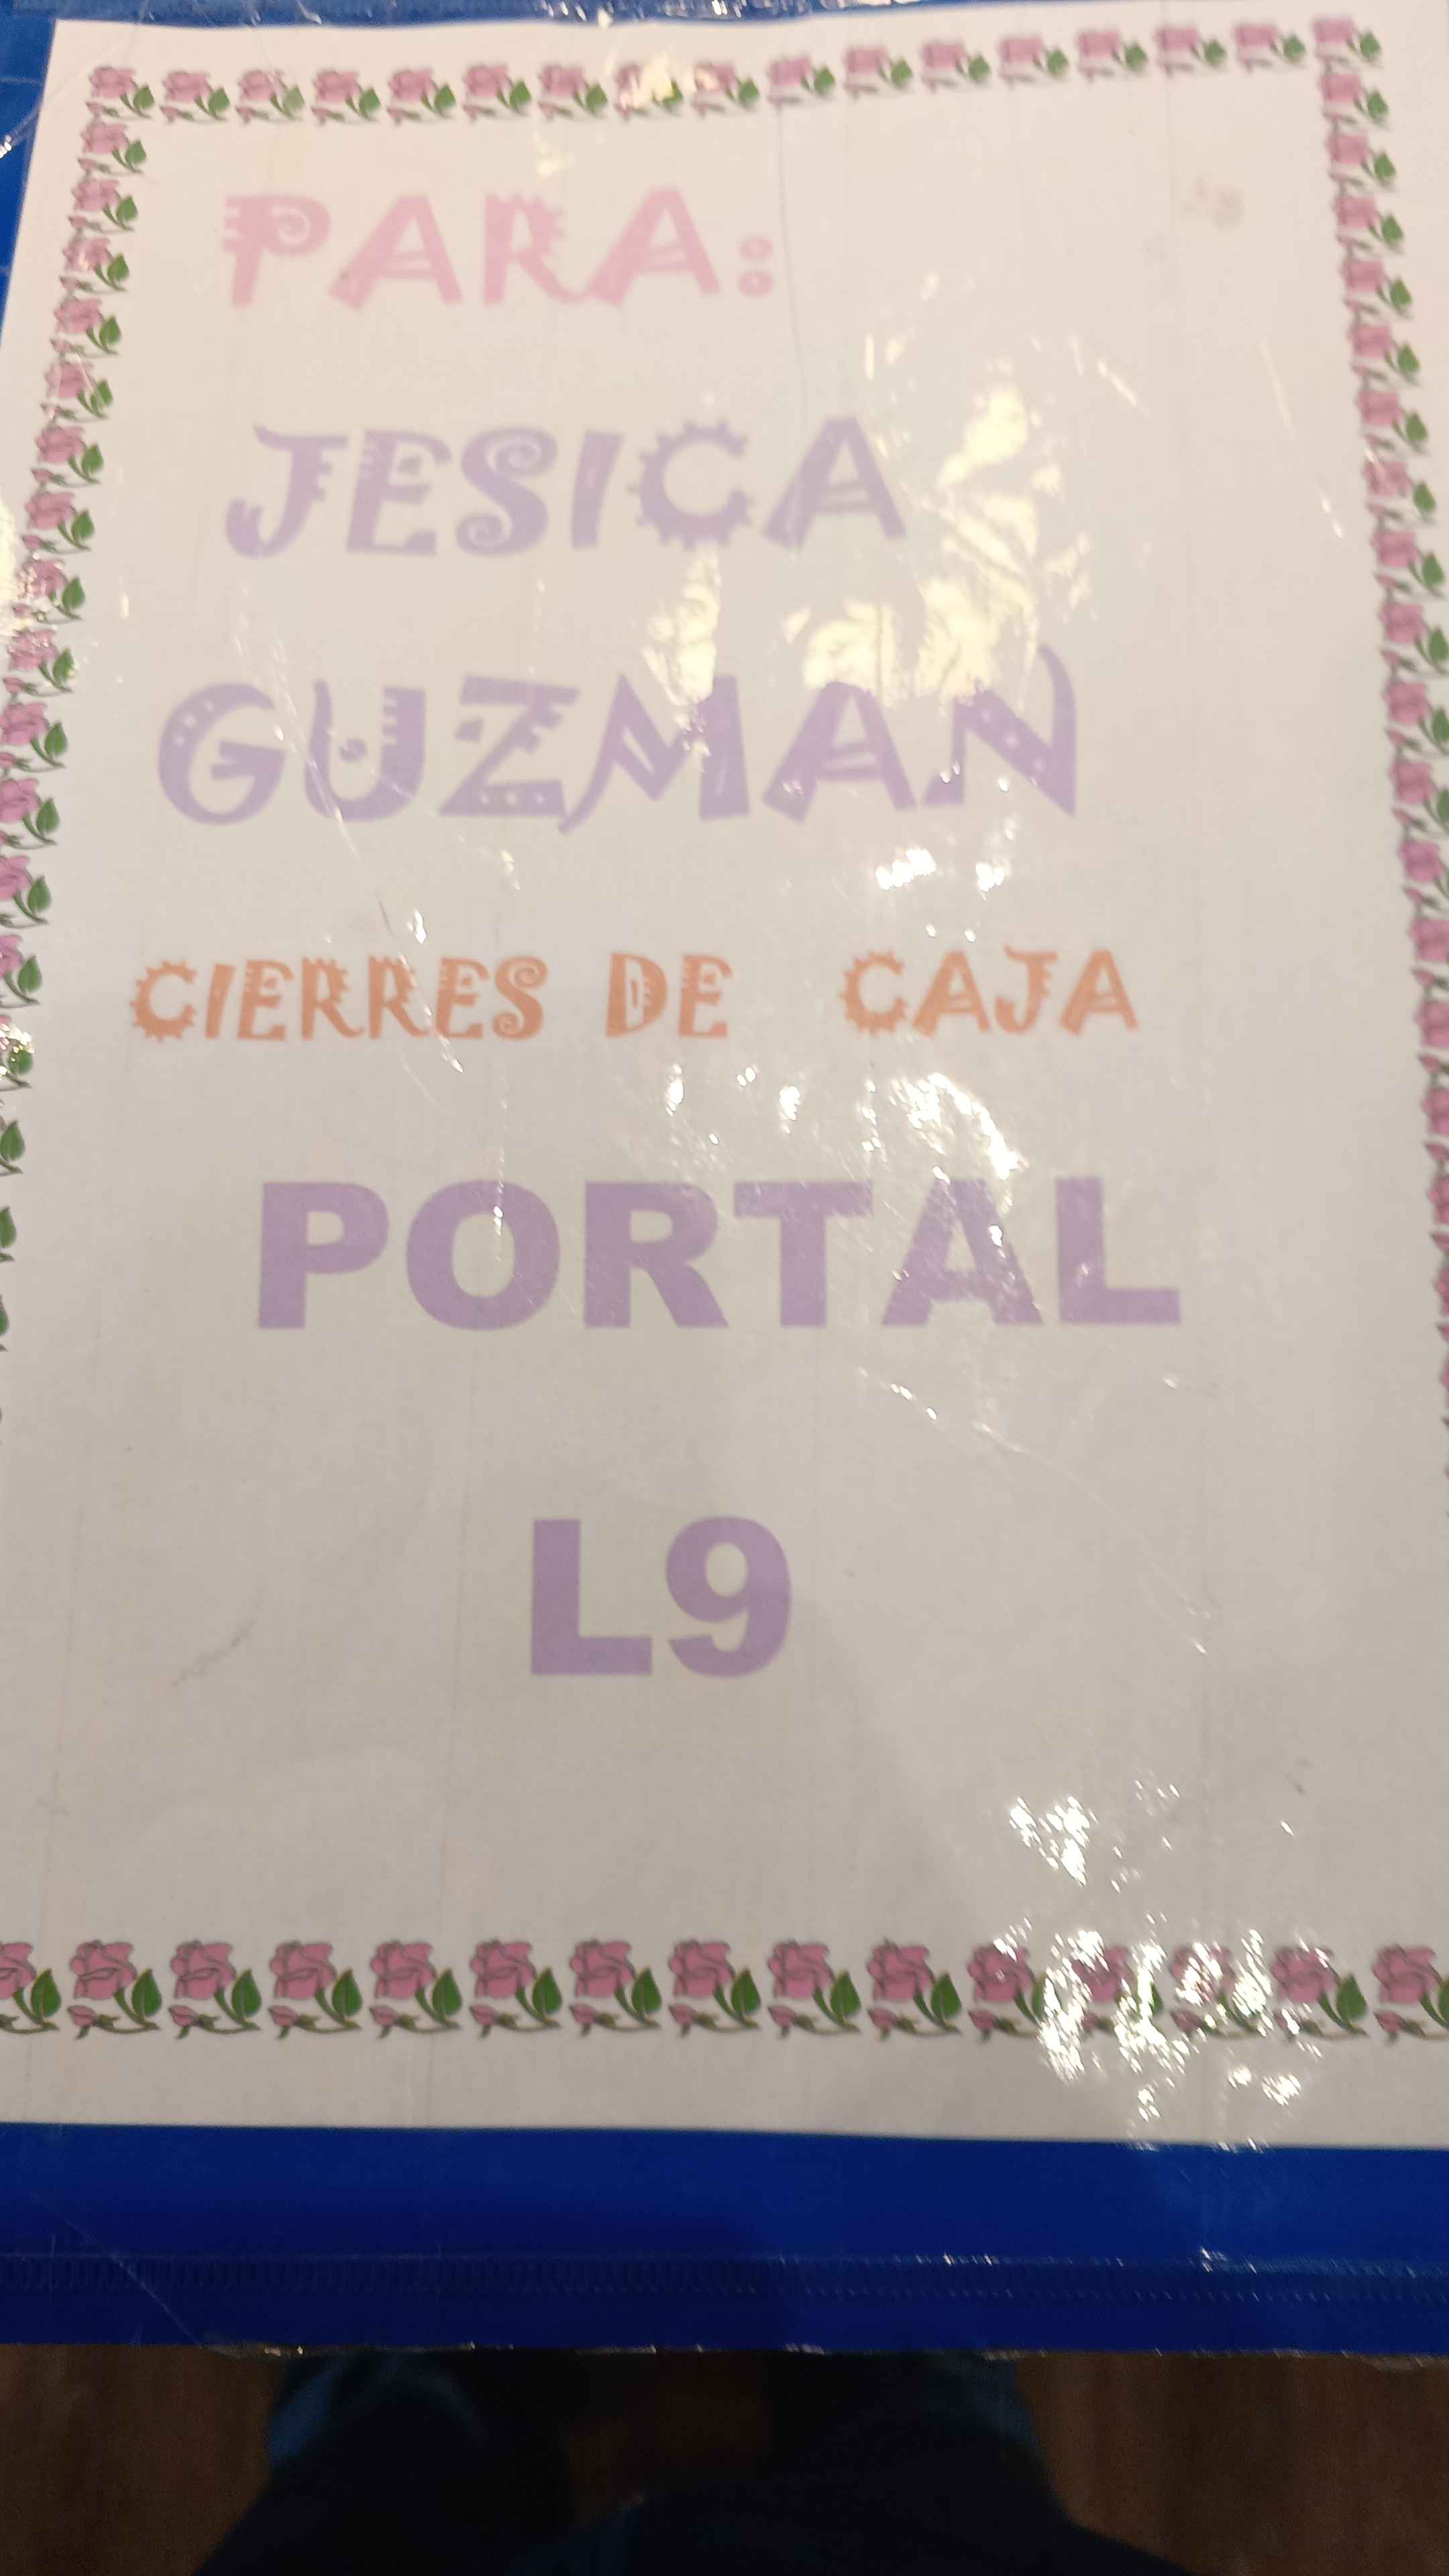 PARA:
JESICA
GUZMAN
CIERRES DE CAJA
PORTAL
L9